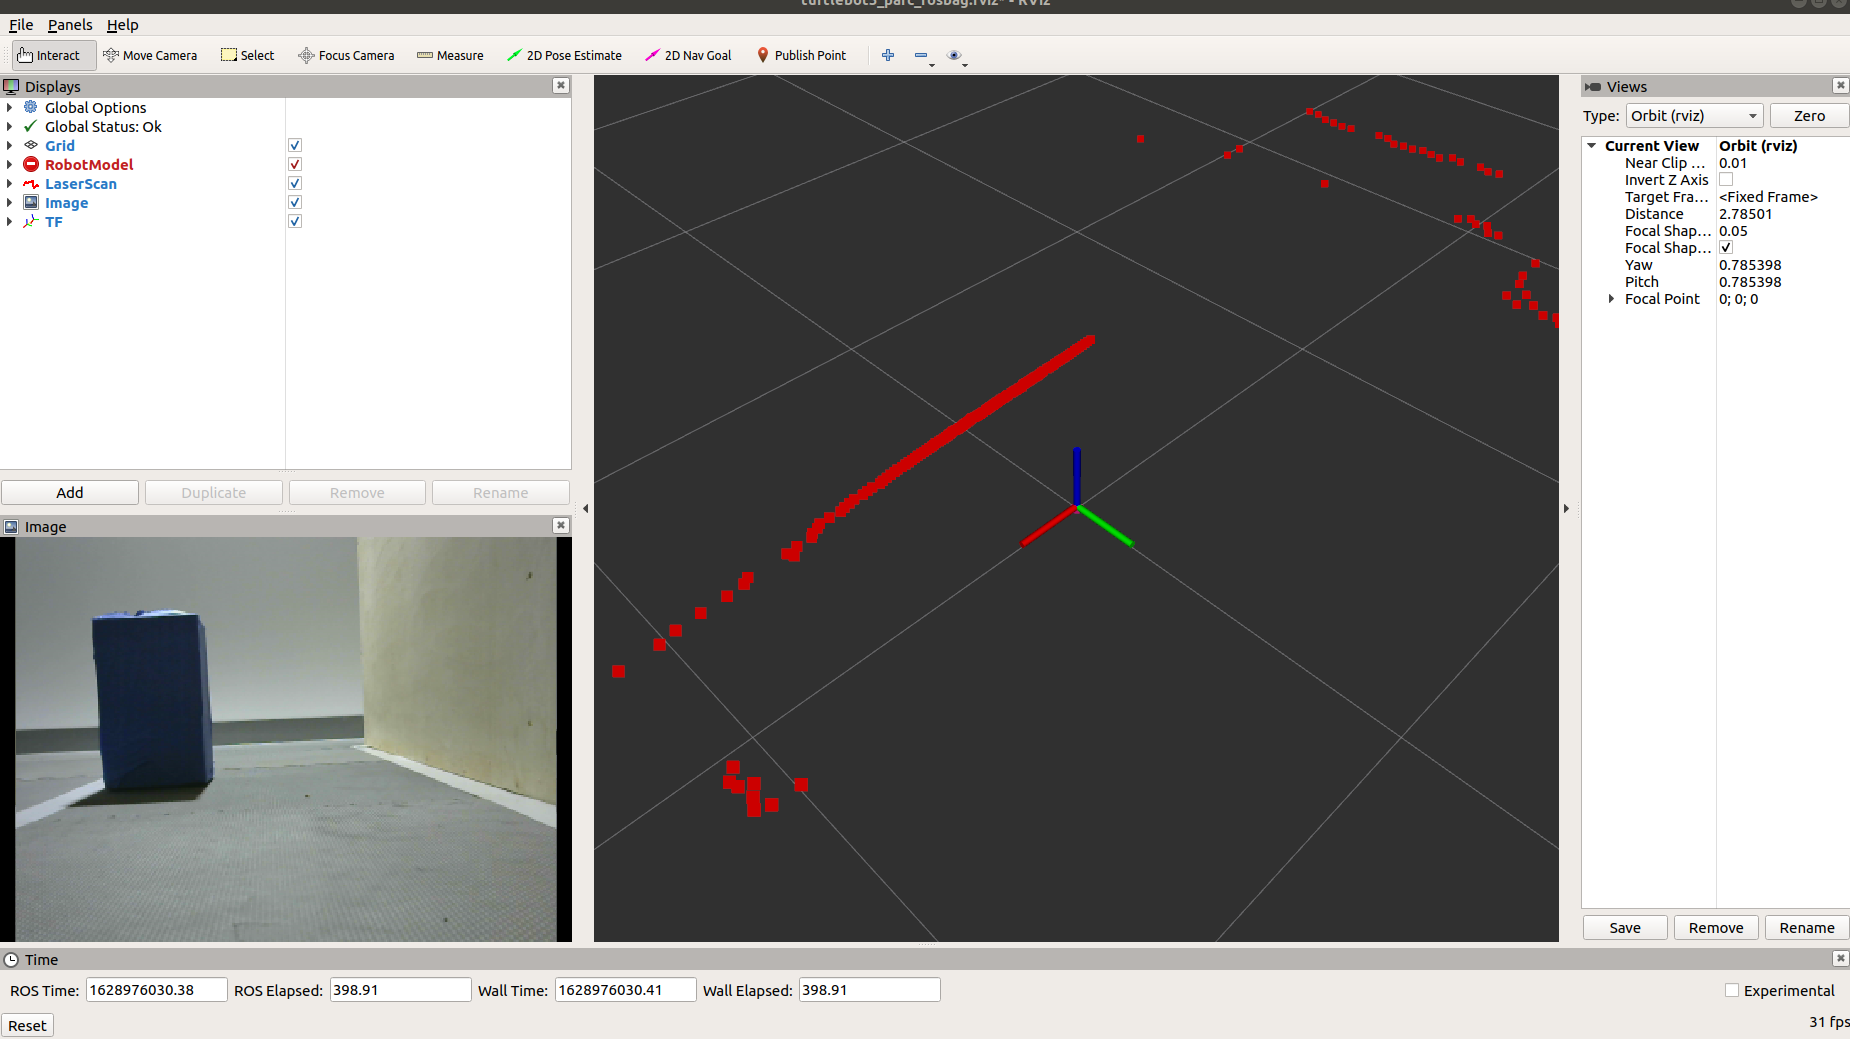 turtlebot3_parc_rosbag.rviz* - RViz
File Panels Help
Interact Move Camera Select Focus Camera Measure 2D Pose Estimate 2D Nav Goal Publish Point
Displays
Global Options
Global Status: Ok
Grid
RobotModel
LaserScan
Image
TF
Add Duplicate Remove Rename
Image
Views
Type: Orbit (rviz) Zero
Current View Orbit (rviz)
Near Clip ... 0.01
Invert Z Axis
Target Fra... <Fixed Frame>
Distance 2.78501
Focal Shap... 0.05
Focal Shap...
Yaw 0.785398
Pitch 0.785398
Focal Point 0; 0; 0
Save Remove Rename
Time
ROS Time: 1628976030.38 ROS Elapsed: 398.91 Wall Time: 1628976030.41 Wall Elapsed: 398.91 Experimental
Reset 31 fps